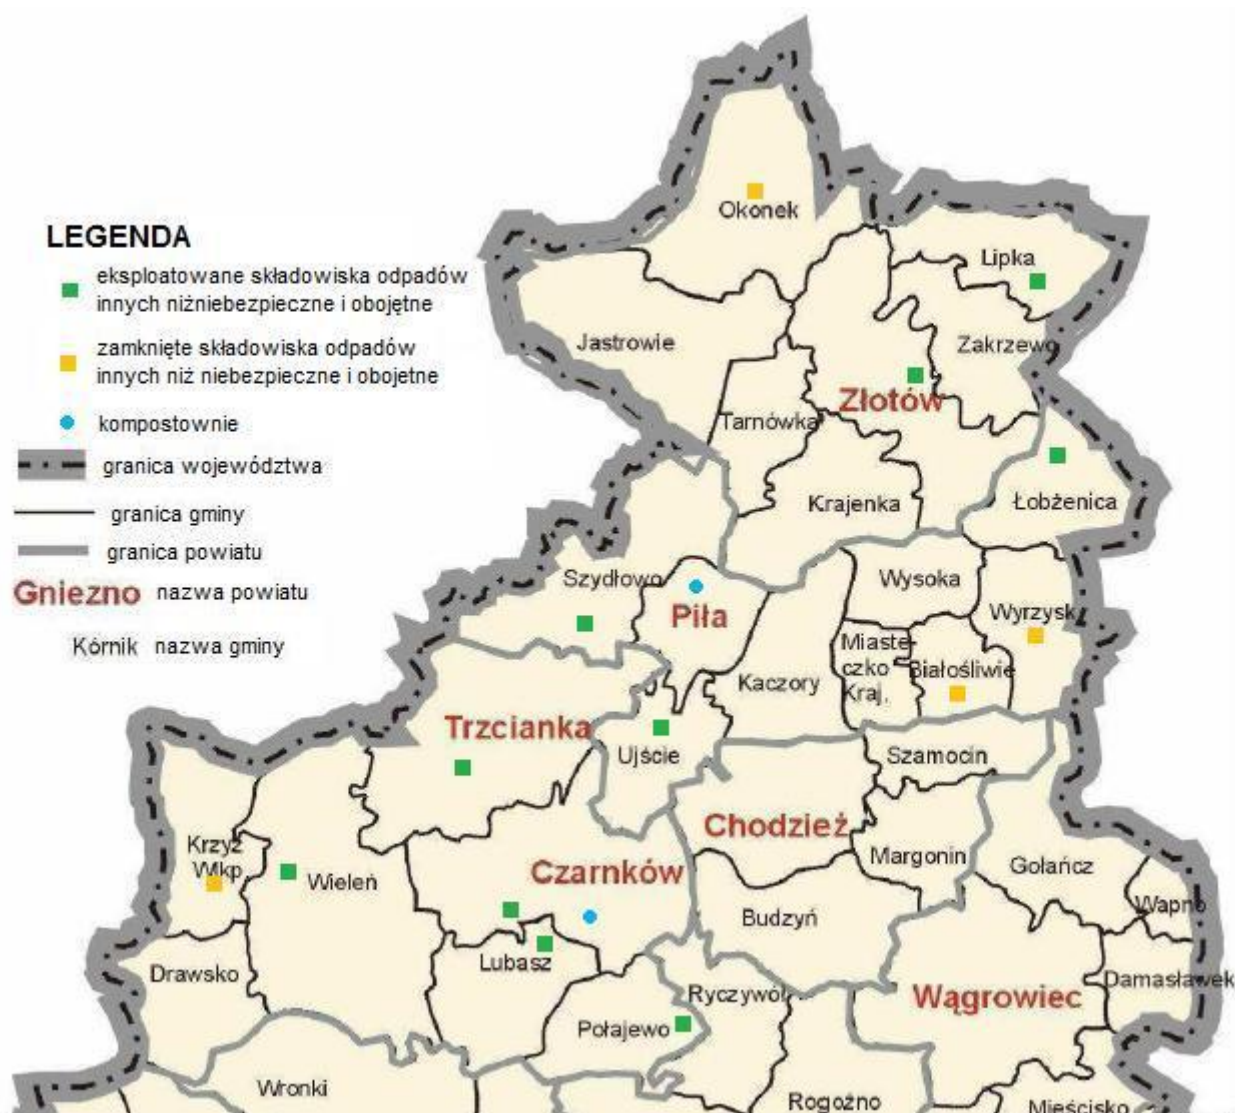 LEGENDA
eksploatowane składowiska odpadów
innych niżniebezpieczne i obojętne
zamknięte składowiska odpadów
innych niż niebezpieczne i obojetne
kompostownie
granica województwa
granica gminy
granica powiatu
Gniezno nazwa powiatu
Kórnik nazwa gminy
Okonek
Lipka
Jastrowie
Zakrzewo
Złotów
Tarnówka
Krajenka
Łobżenica
Szydłowo
Wysoka
Piła
Wyrzysk
Miaste-
czko
Kraj.
Białośliwie
Kaczory
Trzcianka
Ujście
Szamocin
Chodzież
Krzyż
Wlkp
Wieleń
Czarnków
Margonin
Gołańcz
Budzyń
Wapno
Drawsko
Lubasz
Ryczywół
Damasławek
Wągrowiec
Połajewo
Wronki
Rogoźno
Mieścisko